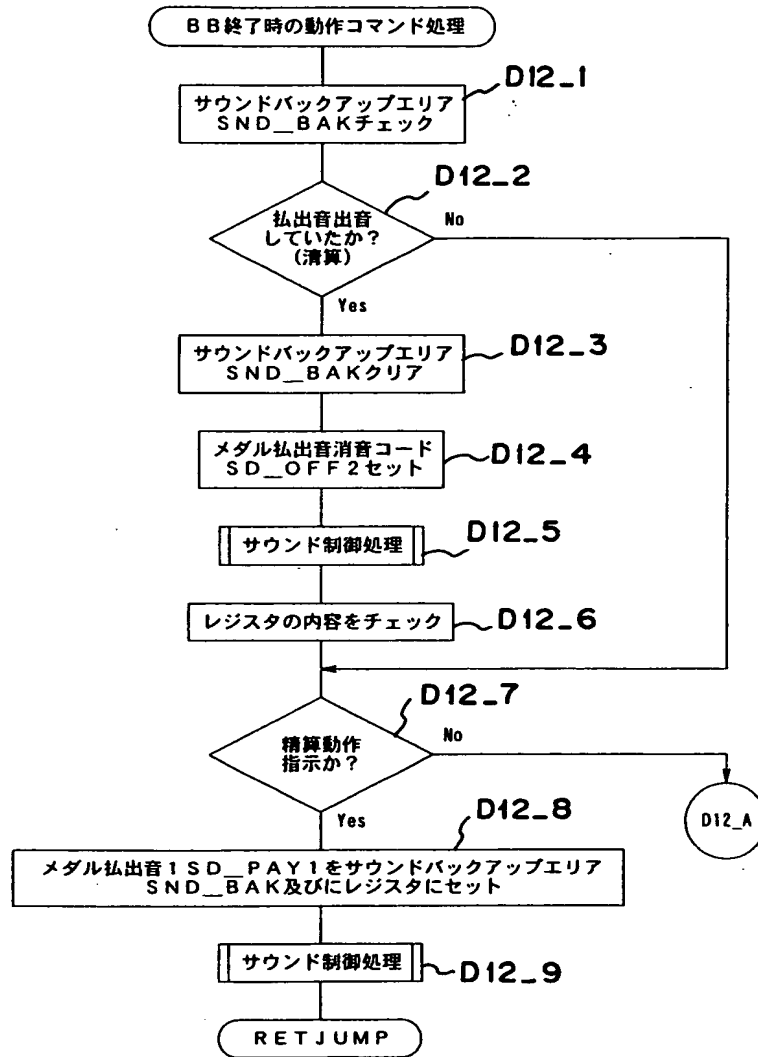 ＢＢ終了時の動作コマンド処理
D12_1
サウンドバックアップエリア
ＳＮＤ＿ＢＡＫチェック
D12_2
払出音出音
していたか？
(清算)
No
Yes
D12_3
サウンドバックアップエリア
ＳＮＤ＿ＢＡＫクリア
D12_4
メダル払出音消音コード
ＳＤ＿ＯＦＦ２セット
D12_5
サウンド制御処理
D12_6
レジスタの内容をチェック
D12_7
精算動作
指示か？
No
Yes
D12_A
D12_8
メダル払出音１ＳＤ＿ＰＡＹ１をサウンドバックアップエリア
ＳＮＤ＿ＢＡＫ及びにレジスタにセット
サウンド制御処理
D12_9
ＲＥＴＪＵＭＰ